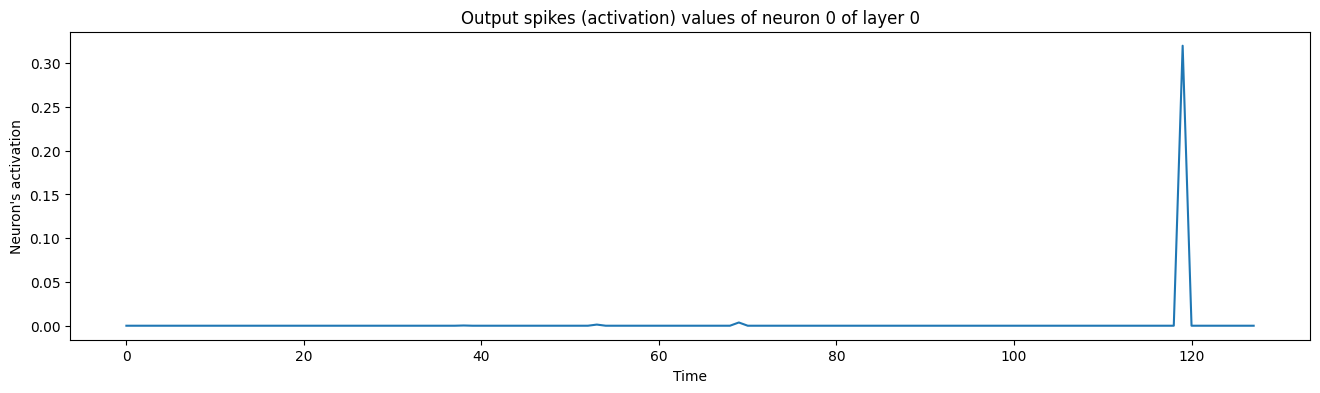 Output spikes (activation) values of neuron 0 of layer 0
0.30
0.25
0.20
0.15
0.10
0.05
0.00
Neuron's activation
0 20 40 60 80 100 120
Time